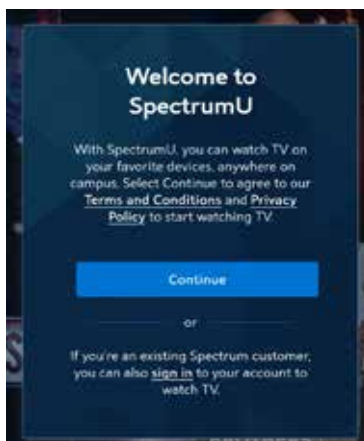 Welcome to
SpectrumU
With SpectrumU, you can watch TV on
your favorite devices, anywhere on
campus. Select Continue to agree to our
Terms and Conditions and Privacy
Policy to start watching TV.
Continue
or
If you're an existing Spectrum customer,
you can also sign in to your account to
watch TV.